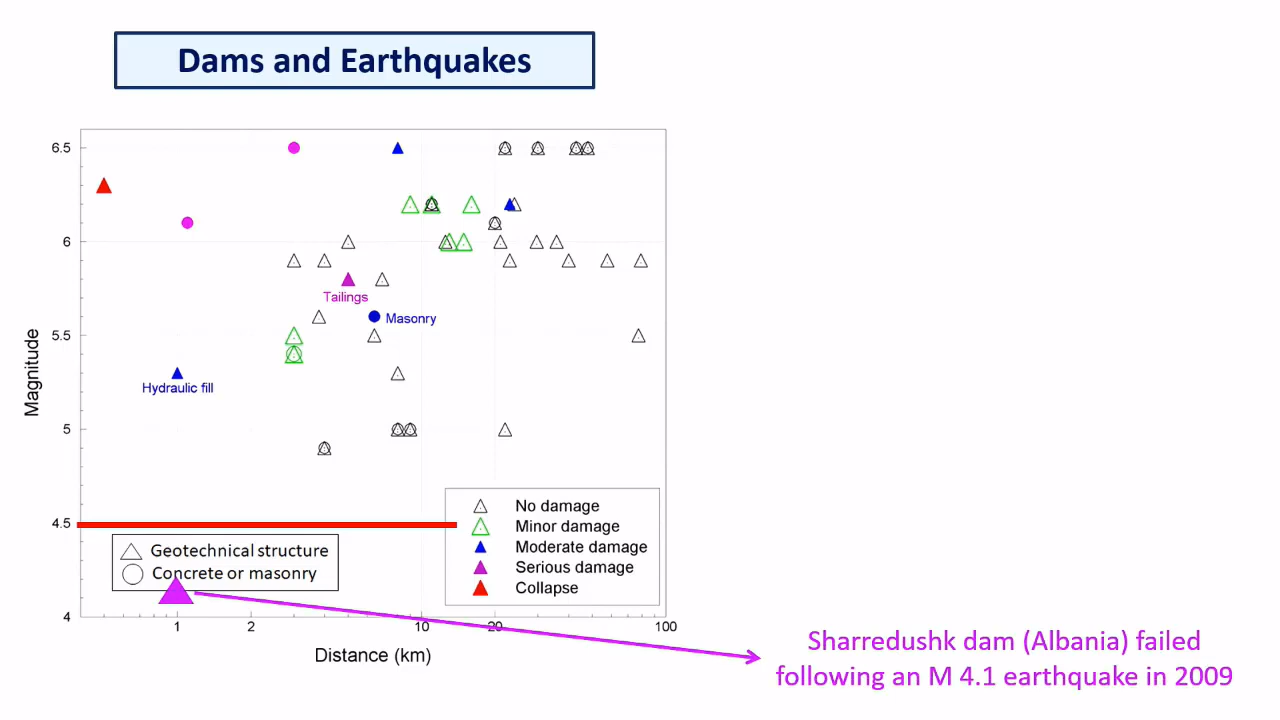 Dams and Earthquakes
6.5
6
5.5
5
4.5
4
Magnitude
Tailings
Masonry
Hydraulic fill
No damage
Minor damage
Moderate damage
Serious damage
Collapse
Geotechnical structure
Concrete or masonry
1
2
10
20
100
Distance (km)
Sharredushk dam (Albania) failed
following an M 4.1 earthquake in 2009